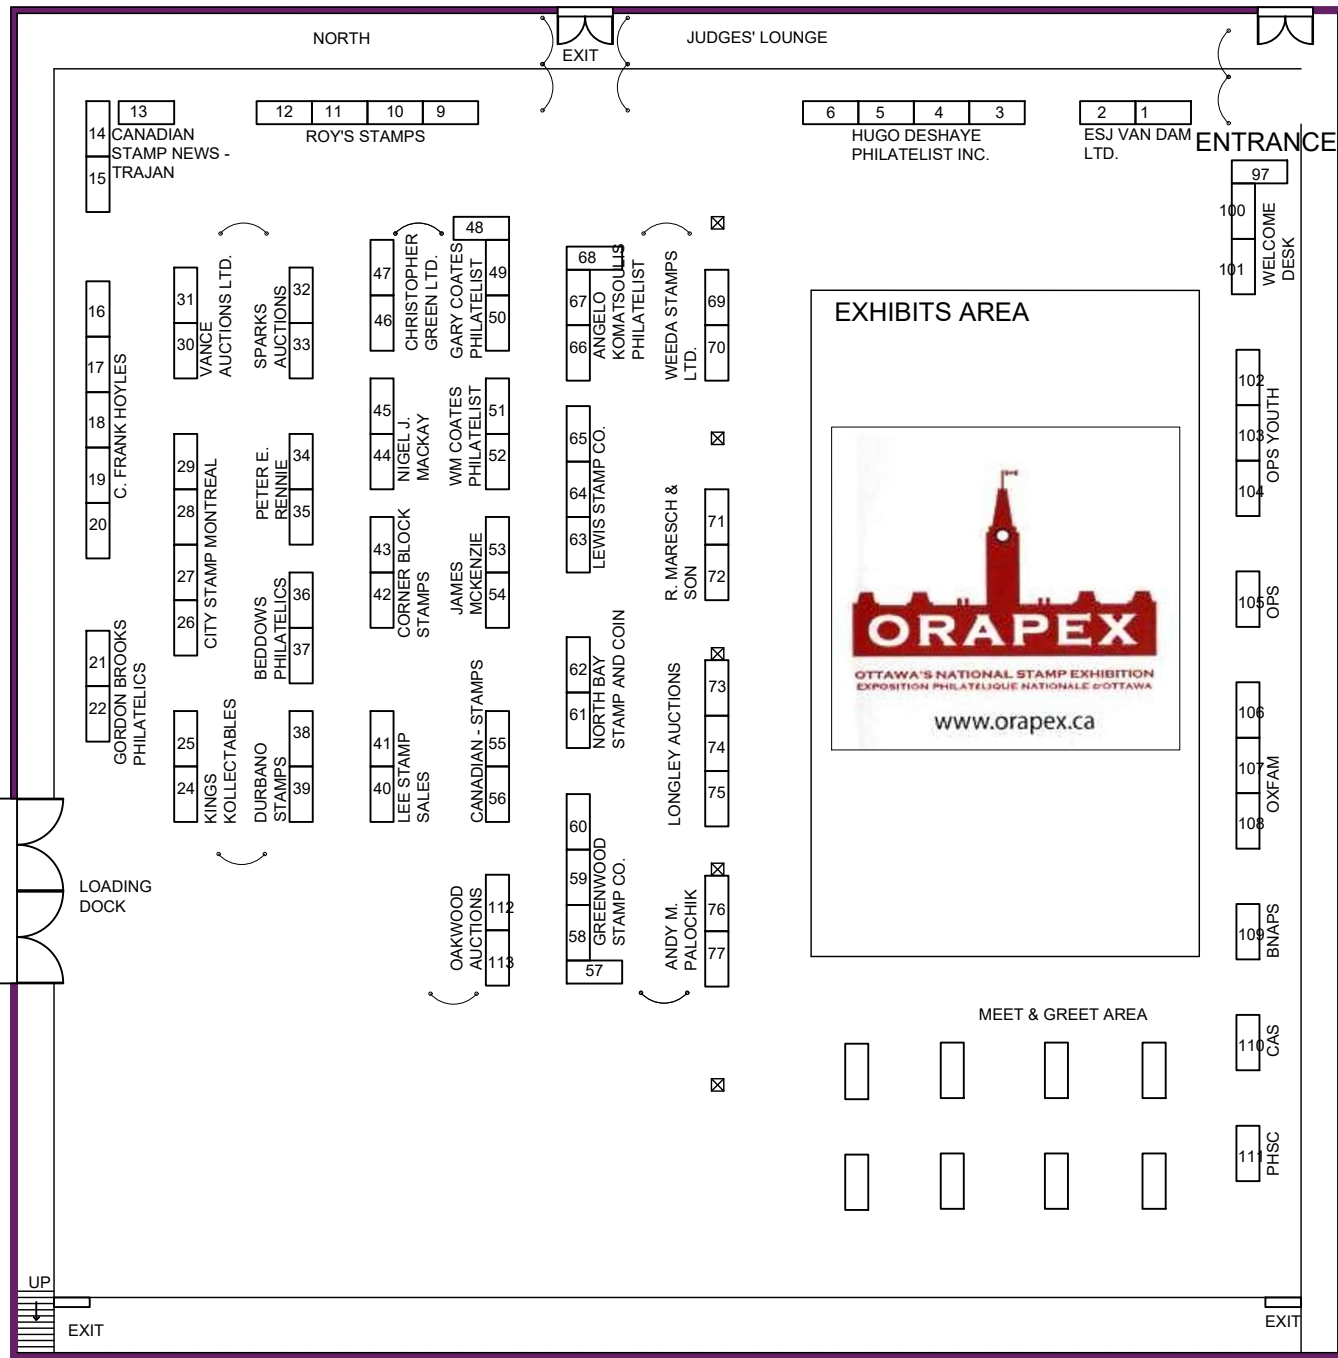 NORTH
EXIT
JUDGES' LOUNGE
13
14
15
CANADIAN
STAMP NEWS -
TRAJAN
12 11 10 9
ROY'S STAMPS
6 5 4 3
HUGO DESHAYE
PHILATELIST INC.
2 1
ESJ VAN DAM
LTD.
ENTRANCE
97
100
101
WELCOME
DESK
16
17
18
19
20
C. FRANK HOYLES
21
22
GORDON BROOKS
PHILATELICS
31
30
VANCE
AUCTIONS LTD.
29
28
27
26
CITY STAMP MONTREAL
25
24
KINGS
KOLLECTABLES
SPARKS
AUCTIONS
32
33
PETER E.
RENNIE
34
35
BEDDOWS
PHILATELICS
36
37
DURBANO
STAMPS
38
39
47
46
CHRISTOPHER
GREEN LTD.
45
44
NIGEL J.
MACKAY
43
42
CORNER BLOCK
STAMPS
41
40
LEE STAMP
SALES
48
GARY COATES
PHILATELIST
49
50
WM COATES
PHILATELIST
51
52
JAMES
MCKENZIE
53
54
CANADIAN - STAMPS
55
56
OAKWOOD
AUCTIONS
112
113
68
67
66
ANGELO
KOMATSOULIS
PHILATELIST
65
64
63
LEWIS STAMP CO.
62
61
NORTH BAY
STAMP AND COIN
60
59
58
57
GREENWOOD
STAMP CO.
WEEDA STAMPS
LTD.
69
70
R. MARESCH &
SON
71
72
LONGLEY AUCTIONS
73
74
75
ANDY M.
PALOCHIK
76
77
EXHIBITS AREA
ORAPEX
OTTAWA'S NATIONAL STAMP EXHIBITION
EXPOSITION PHILATELIQUE NATIONALE D'OTTAWA
www.orapex.ca
102
103
104
OPS YOUTH
105
OPS
106
107
108
OXFAM
109
BNAPS
110
CAS
111
PHSC
MEET & GREET AREA
LOADING
DOCK
UP
EXIT
EXIT